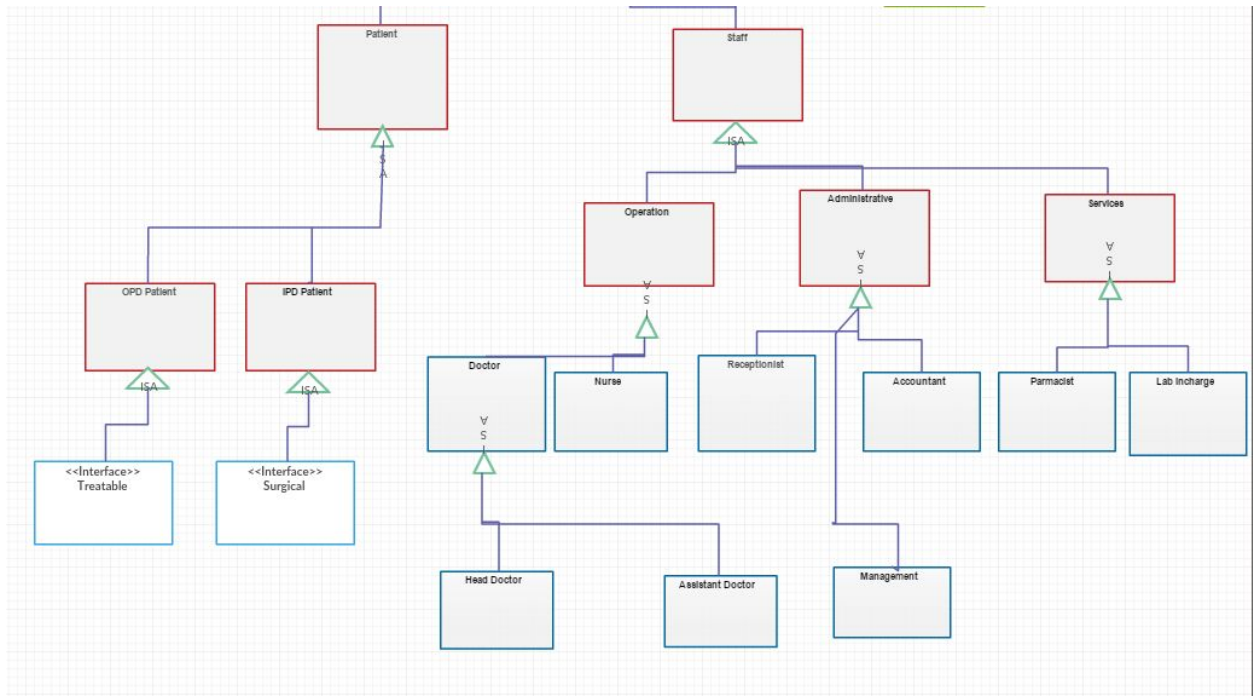 Patient
Staff
I
S
A
ISA
Operation
Administrative
Services
A
S
I
A
S
I
A
S
I
OPD Patient
IPD Patient
Doctor
Nurse
Receptionist
Accountant
Parmacist
Lab Incharge
ISA
ISA
A
S
I
<<Interface>>
Treatable
<<Interface>>
Surgical
Head Doctor
Assistant Doctor
Management